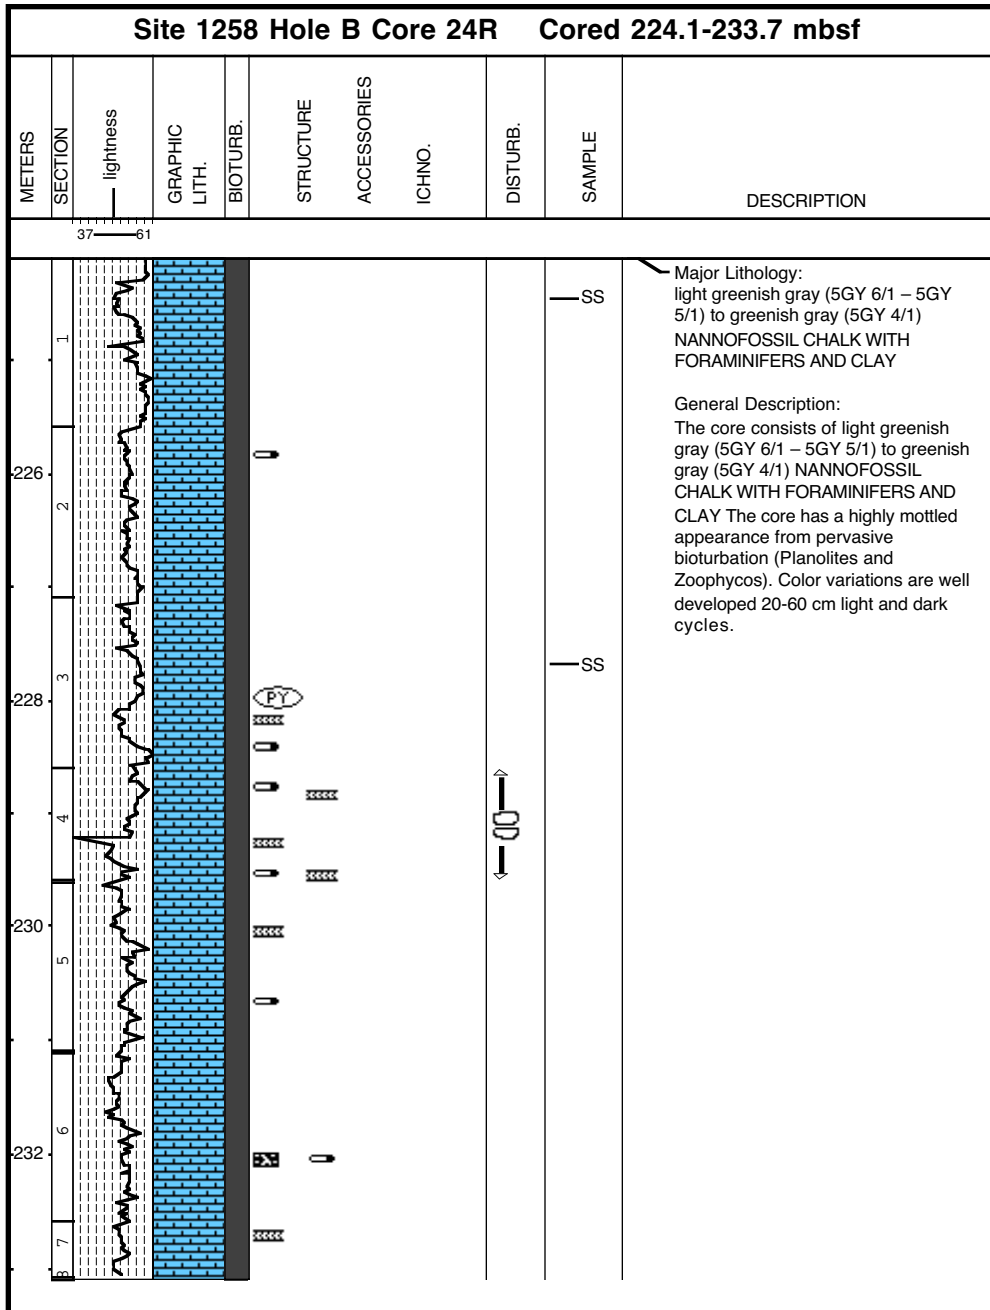 Site 1258 Hole B Core 24R Cored 224.1-233.7 mbsf
METERS
SECTION
lightness
GRAPHIC
LITH.
BIOTURB.
STRUCTURE
ACCESSORIES
ICHNO.
DISTURB.
SAMPLE
DESCRIPTION
37 61
1
2
3
4
5
6
7
8
226
228
230
232
PY
SS
SS
Major Lithology:
light greenish gray (5GY 6/1 – 5GY
5/1) to greenish gray (5GY 4/1)
NANNOFOSSIL CHALK WITH
FORAMINIFERS AND CLAY
General Description:
The core consists of light greenish
gray (5GY 6/1 – 5GY 5/1) to greenish
gray (5GY 4/1) NANNOFOSSIL
CHALK WITH FORAMINIFERS AND
CLAY The core has a highly mottled
appearance from pervasive
bioturbation (Planolites and
Zoophycos). Color variations are well
developed 20-60 cm light and dark
cycles.